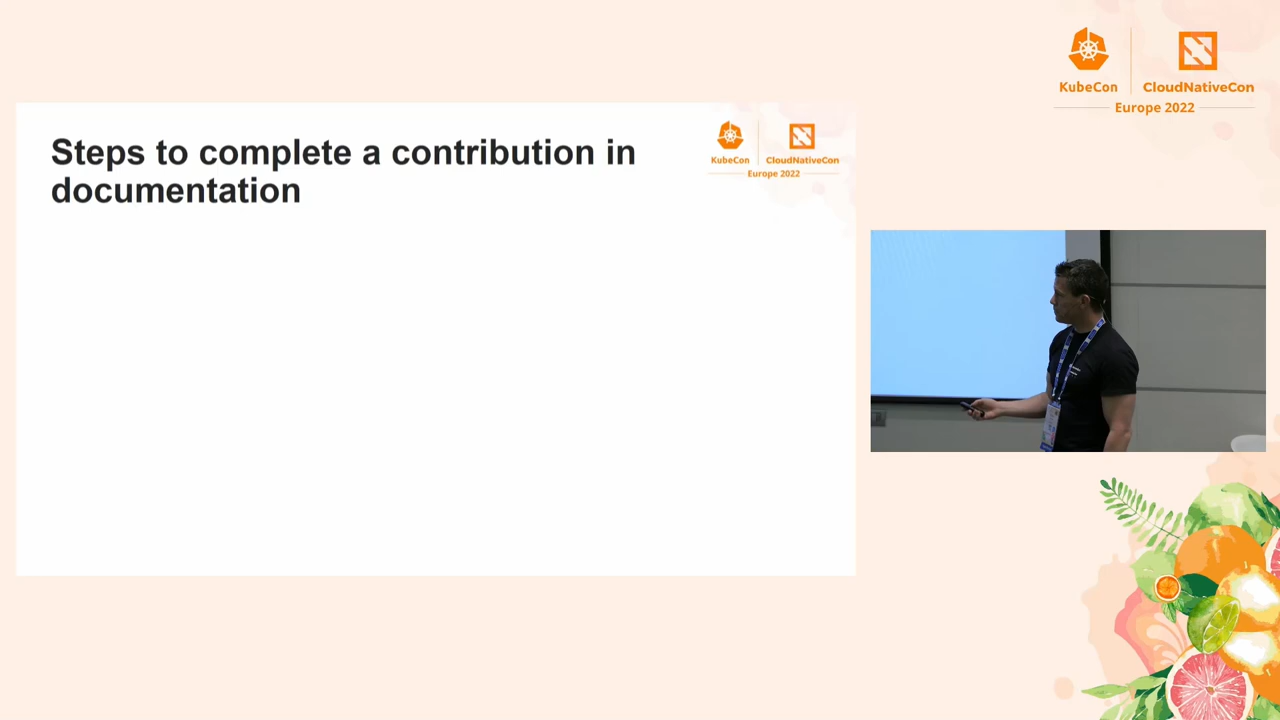 KubeCon
CloudNativeCon
Europe 2022
Steps to complete a contribution in
documentation
KubeCon
CloudNativeCon
Europe 2022